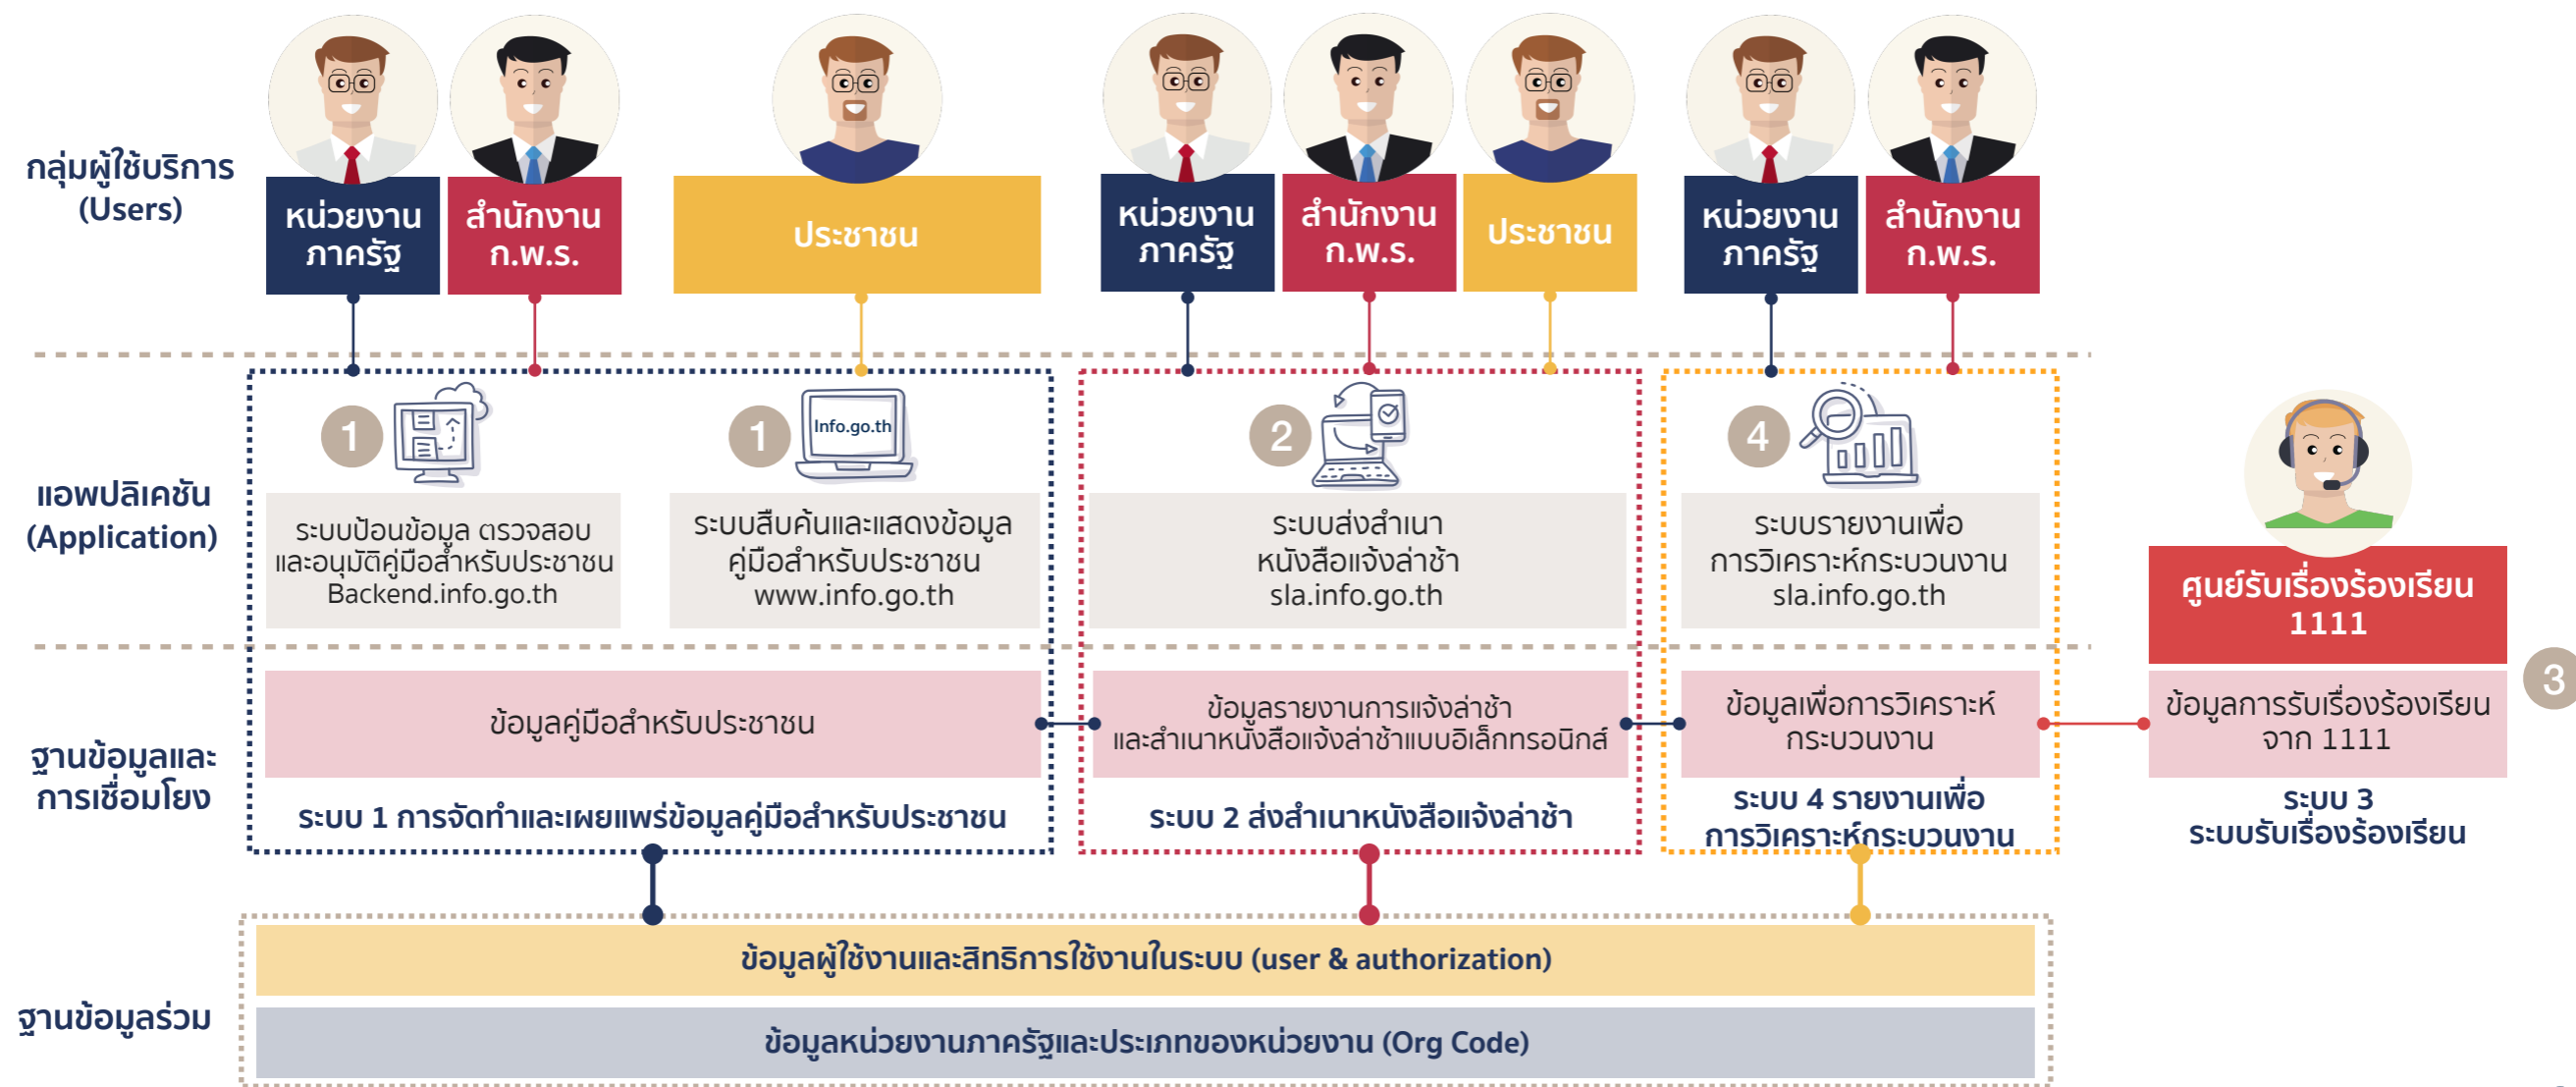 กลุ่มผู้ใช้บริการ
(Users)
หน่วยงาน
ภาครัฐ
สำนักงาน
ก.พ.ร.
ประชาชน
หน่วยงาน
ภาครัฐ
สำนักงาน
ก.พ.ร.
ประชาชน
หน่วยงาน
ภาครัฐ
สำนักงาน
ก.พ.ร.
แอพปลิเคชัน
(Application)
1
ระบบป้อนข้อมูล ตรวจสอบ
และอนุมัติคู่มือสำหรับประชาชน
Backend.info.go.th
1
Info.go.th
ระบบสืบค้นและแสดงข้อมูล
คู่มือสำหรับประชาชน
www.info.go.th
2
ระบบส่งสำเนา
หนังสือแจ้งล่าช้า
sla.info.go.th
4
ระบบรายงานเพื่อ
การวิเคราะห์กระบวนงาน
sla.info.go.th
ศูนย์รับเรื่องร้องเรียน
1111
3
ฐานข้อมูลและ
การเชื่อมโยง
ข้อมูลคู่มือสำหรับประชาชน
ข้อมูลรายงานการแจ้งล่าช้า
และสำเนาหนังสือแจ้งล่าช้าแบบอิเล็กทรอนิกส์
ข้อมูลเพื่อการวิเคราะห์
กระบวนงาน
ข้อมูลการรับเรื่องร้องเรียน
จาก 1111
ระบบ 1 การจัดทำและเผยแพร่ข้อมูลคู่มือสำหรับประชาชน
ระบบ 2 ส่งสำเนาหนังสือแจ้งล่าช้า
ระบบ 4 รายงานเพื่อ
การวิเคราะห์กระบวนงาน
ระบบ 3
ระบบรับเรื่องร้องเรียน
ฐานข้อมูลร่วม
ข้อมูลผู้ใช้งานและสิทธิการใช้งานในระบบ (user & authorization)
ข้อมูลหน่วยงานภาครัฐและประเภทของหน่วยงาน (Org Code)